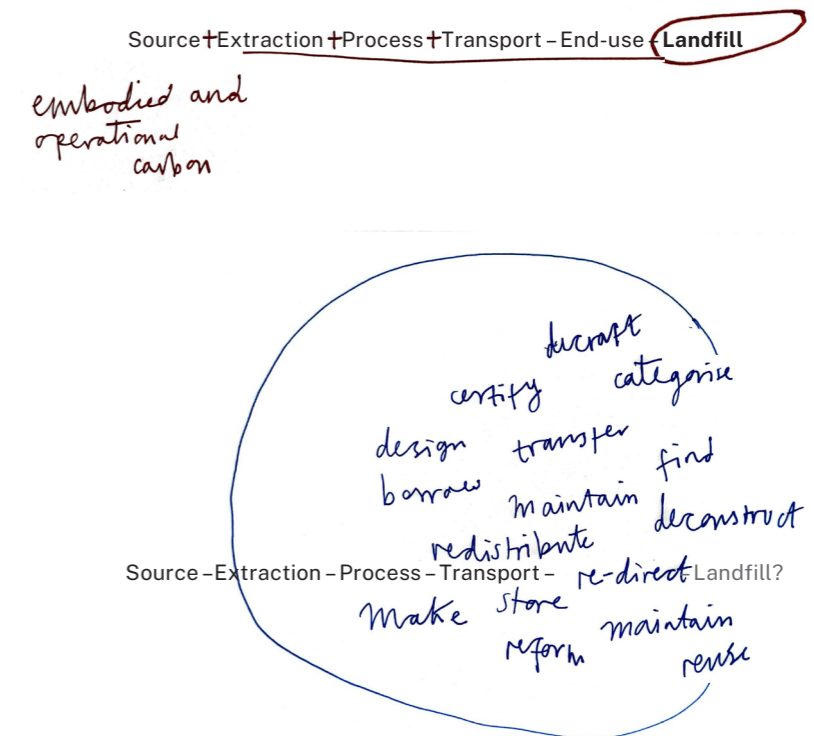 Source+Extraction+Process+Transport – End-use – Landfill
embodied and
operational
carbon
decraft
certify categorise
design transfer
find
borrow maintain
deconstruct
redistribute
Source – Extraction – Process – Transport – re-direct Landfill?
make store
reform maintain
reuse